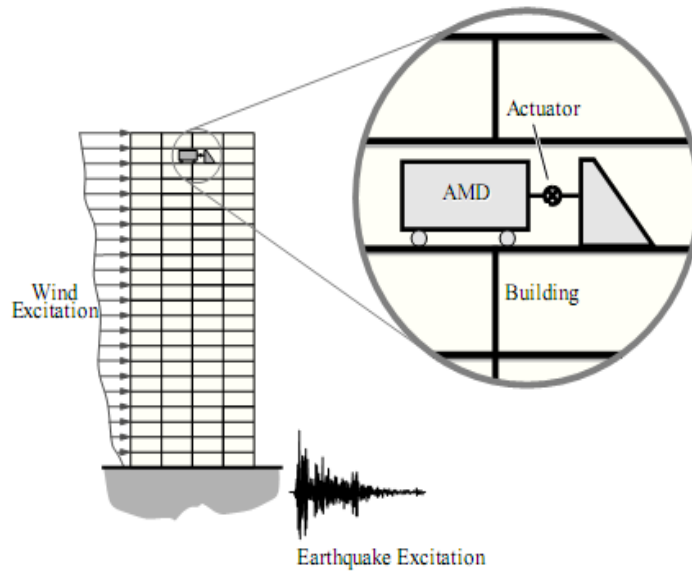 Actuator
AMD
Building
Wind
Excitation
Earthquake Excitation